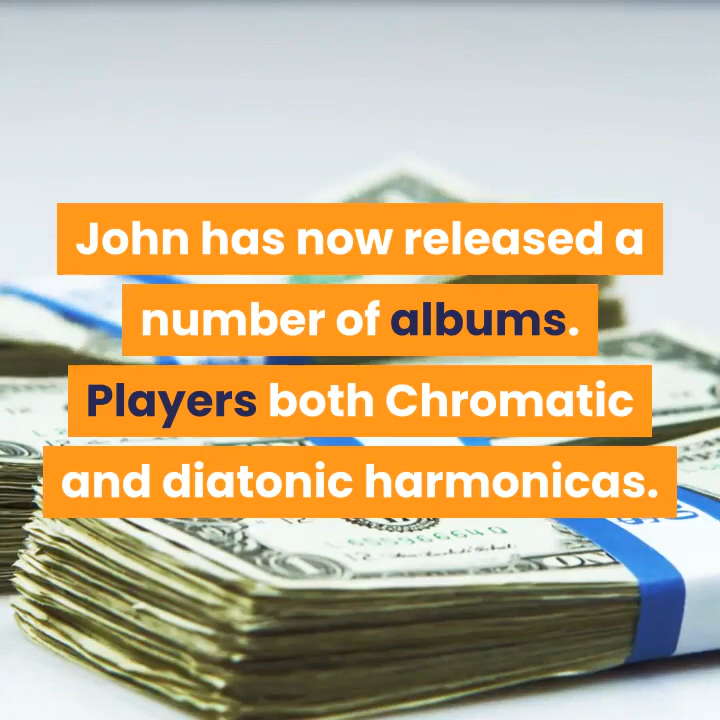 John has now released a
number of albums.
Players both Chromatic
and diatonic harmonicas.